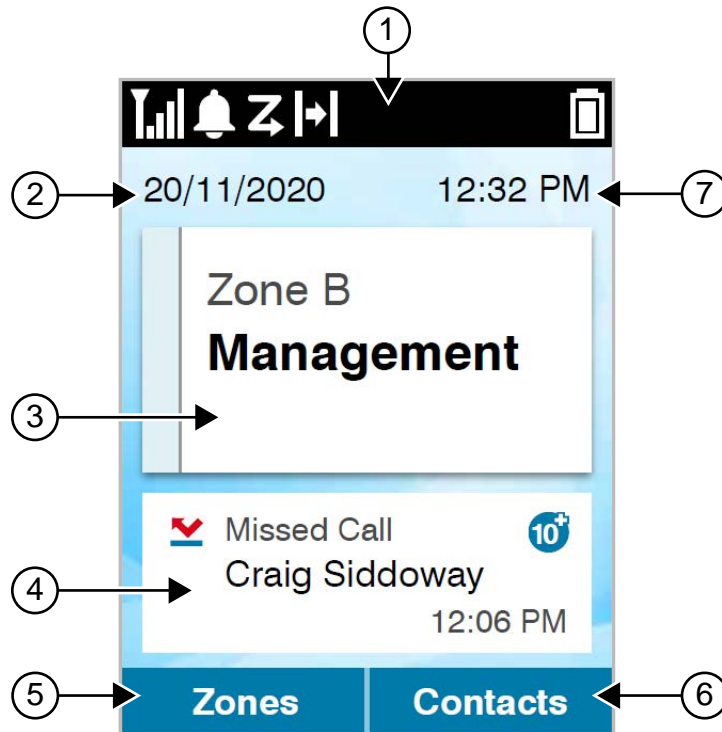 1
2
20/11/2020
12:32 PM
7
Zone B
Management
3
Missed Call
10+
Craig Siddoway
4
12:06 PM
5
Zones
Contacts
6